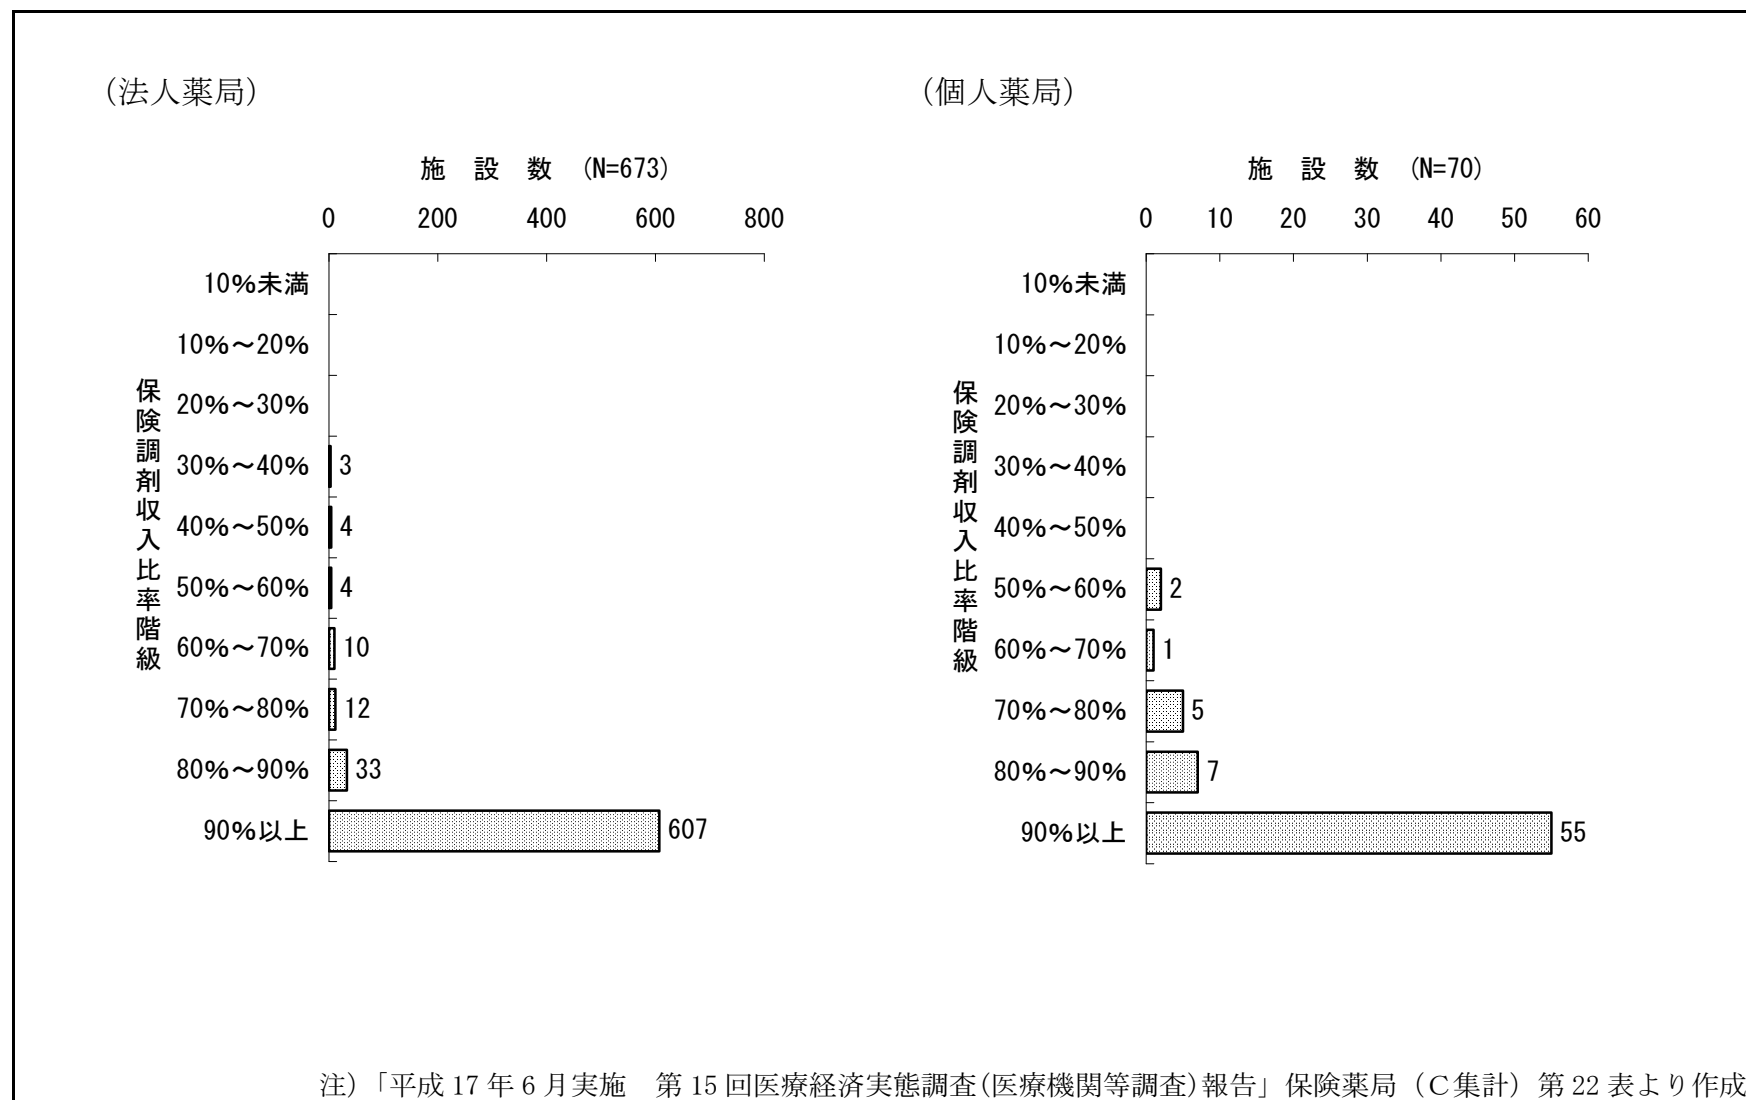 （法人薬局）
施 設 数 (N=673)
0 200 400 600 800
保険調剤収入比率階級
10%未満
10%～20%
20%～30%
30%～40% 3
40%～50% 4
50%～60% 4
60%～70% 10
70%～80% 12
80%～90% 33
90%以上 607
（個人薬局）
施 設 数 (N=70)
0 10 20 30 40 50 60
保険調剤収入比率階級
10%未満
10%～20%
20%～30%
30%～40%
40%～50%
50%～60% 2
60%～70% 1
70%～80% 5
80%～90% 7
90%以上 55
注）「平成 17 年 6 月実施　第 15 回医療経済実態調査(医療機関等調査)報告」保険薬局（Ｃ集計）第 22 表より作成